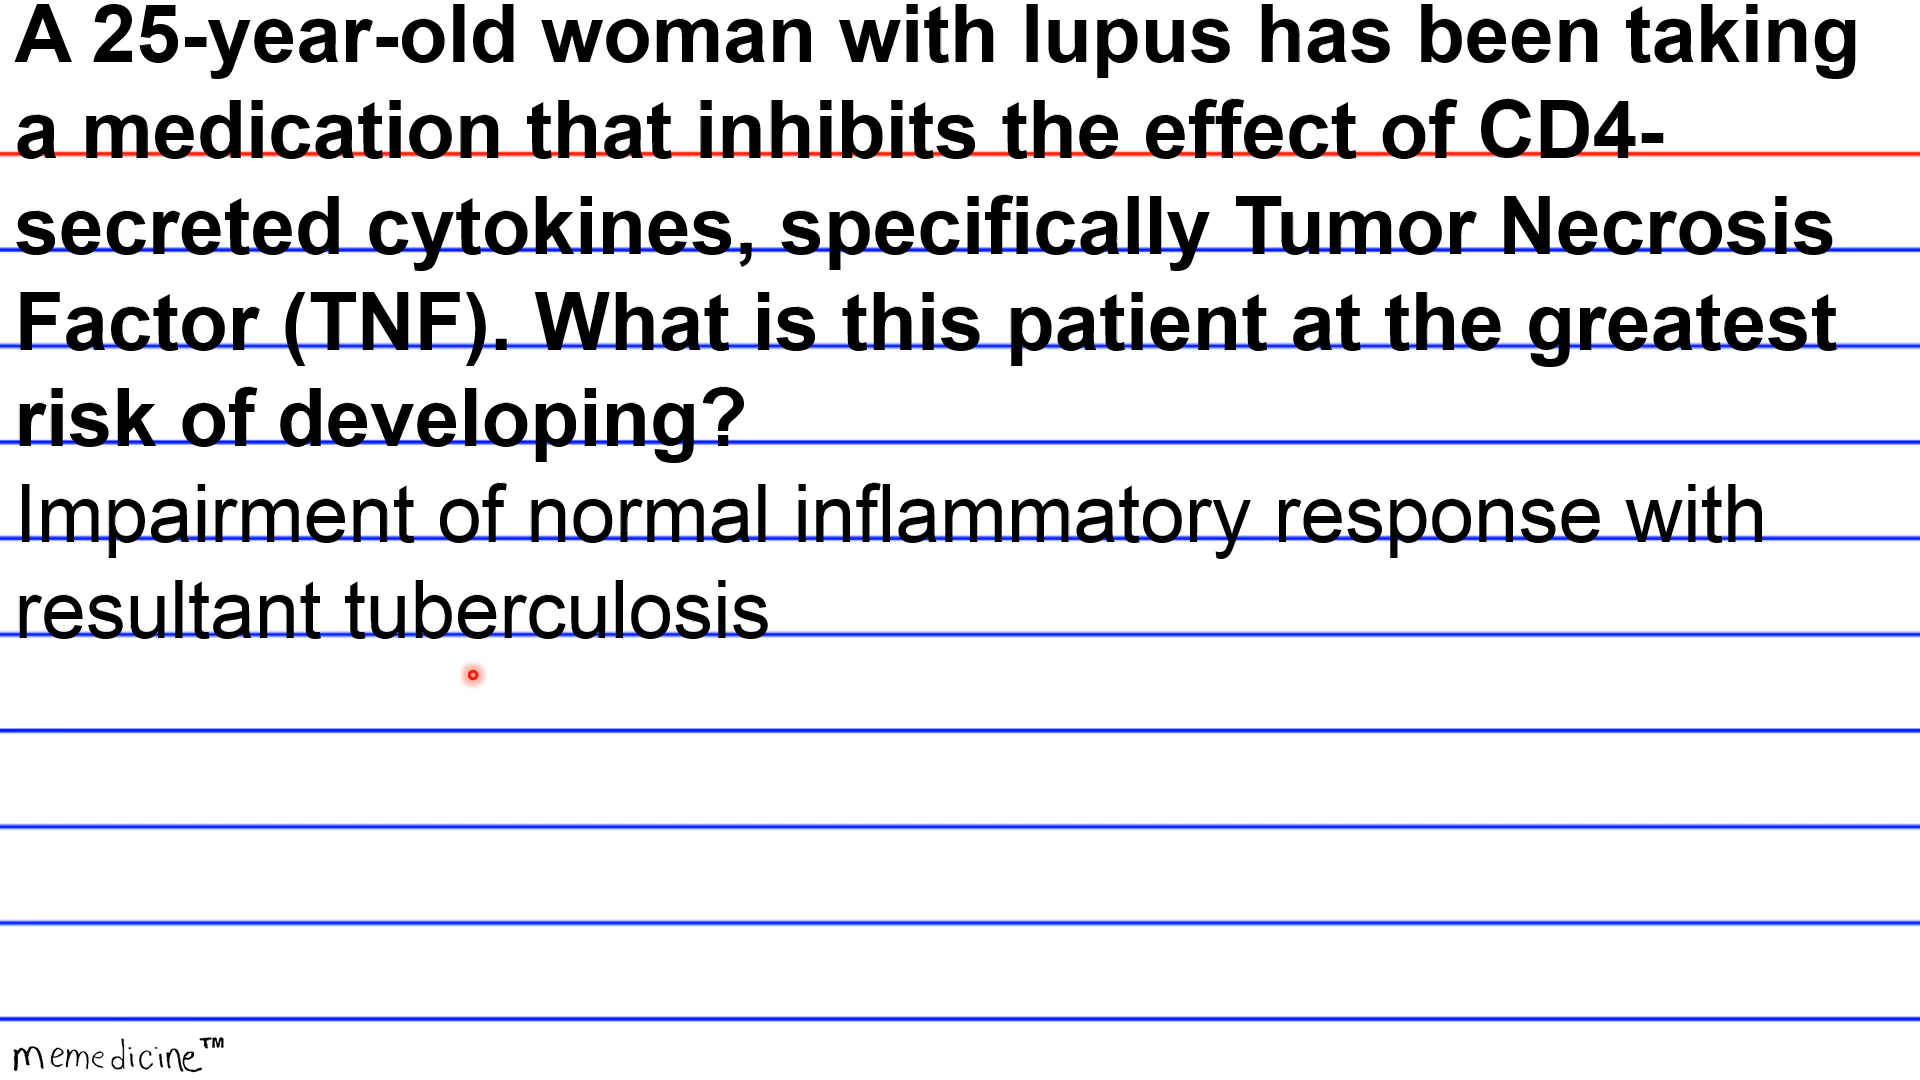 A 25-year-old woman with lupus has been taking
a medication that inhibits the effect of CD4-
secreted cytokines, specifically Tumor Necrosis
Factor (TNF). What is this patient at the greatest
risk of developing?
Impairment of normal inflammatory response with
resultant tuberculosis
memedicine™